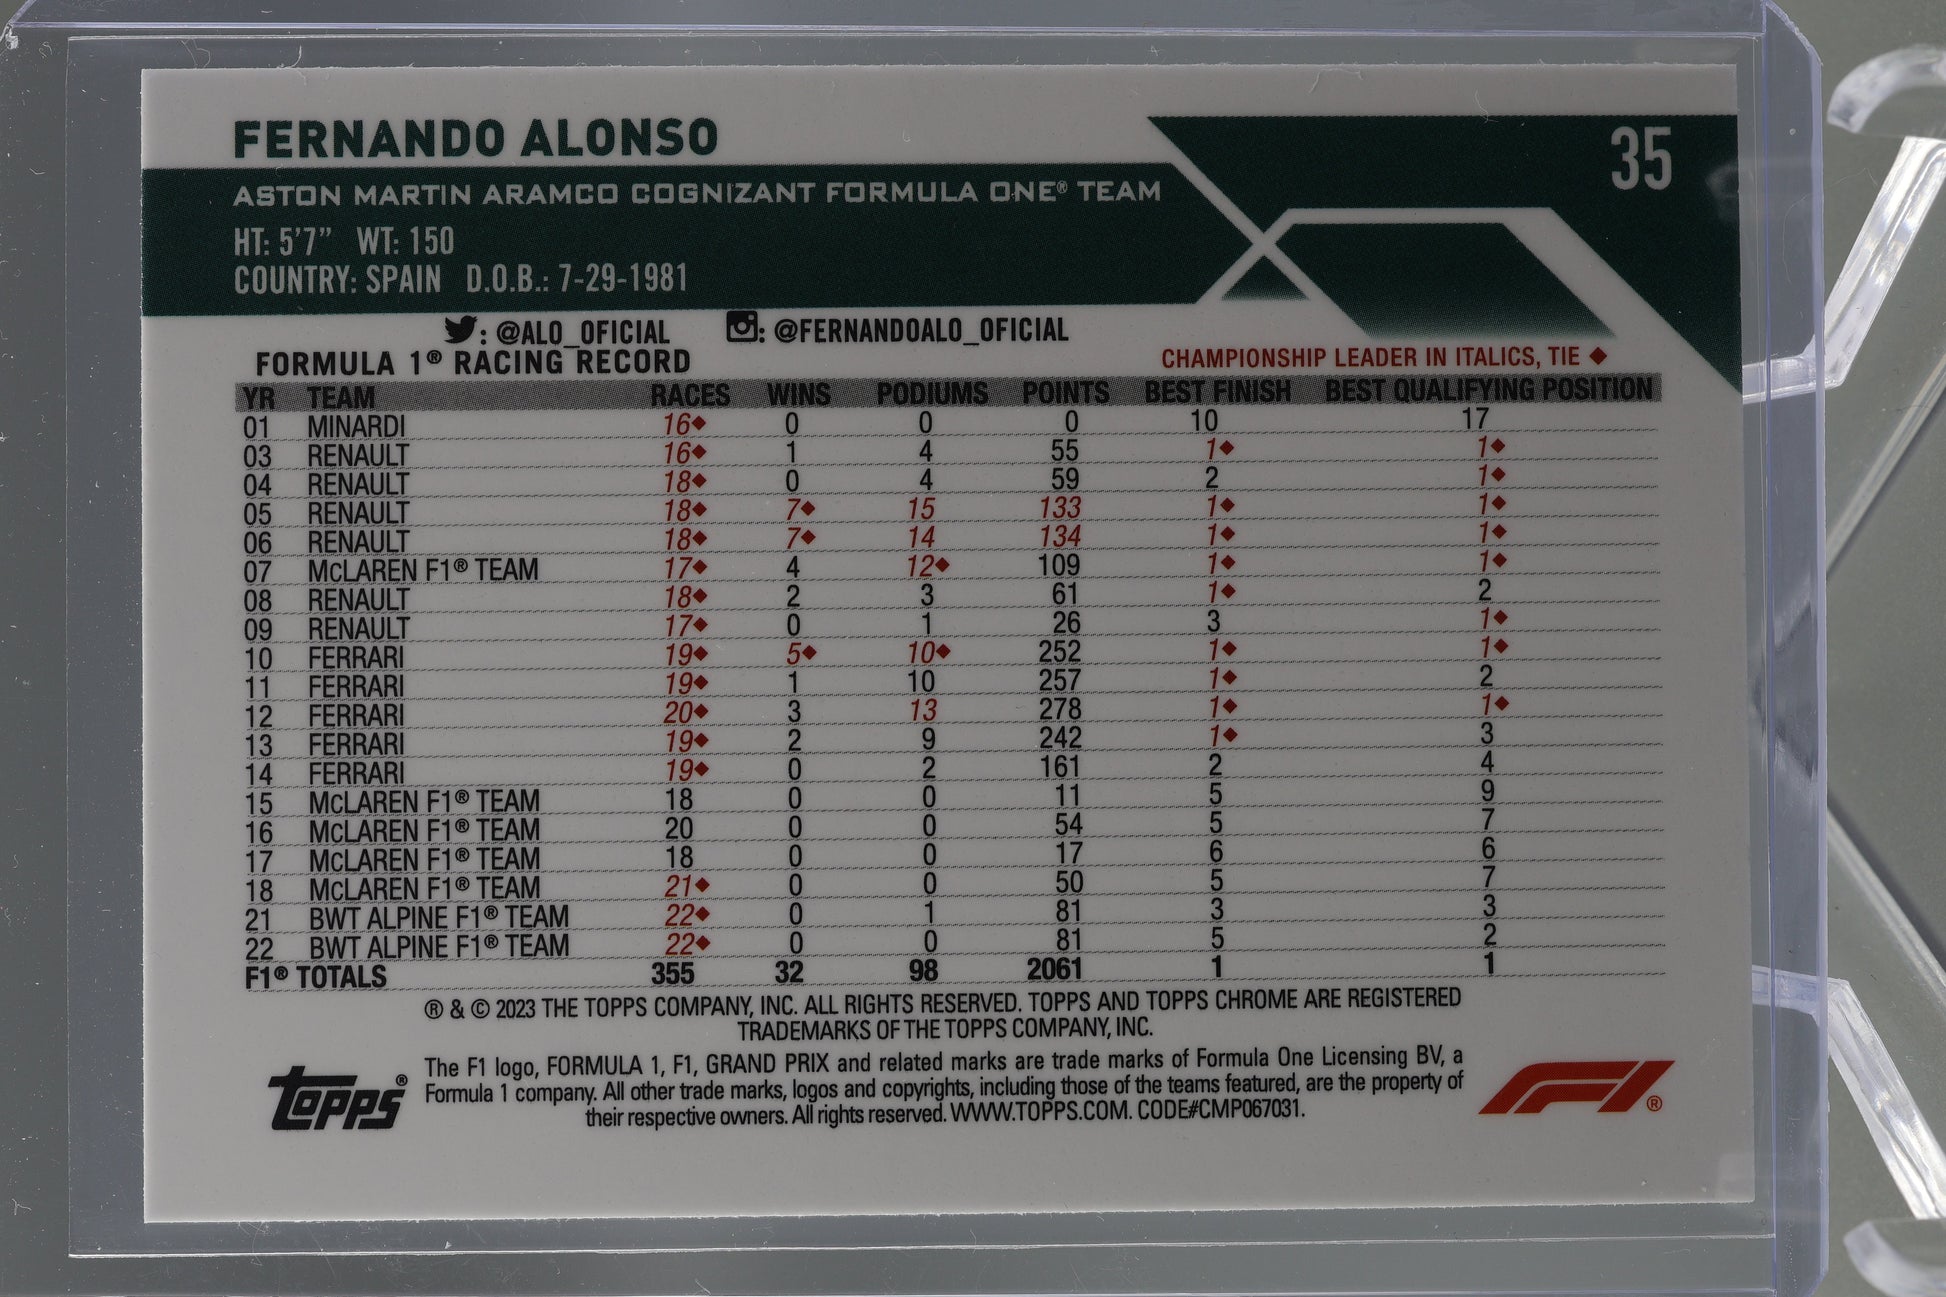 FERNANDO ALONSO
35
ASTON MARTIN ARAMCO COGNIZANT FORMULA ONE® TEAM
HT: 5'7" WT: 150
COUNTRY: SPAIN D.O.B.: 7-29-1981
: @ALO_OFICIAL : @FERNANDOALO_OFICIAL
FORMULA 1® RACING RECORD CHAMPIONSHIP LEADER IN ITALICS, TIE ◆
YR TEAM RACES WINS PODIUMS POINTS BEST FINISH BEST QUALIFYING POSITION
01 MINARDI 16◆ 0 0 0 10 17
03 RENAULT 16◆ 1 4 55 1◆ 1◆
04 RENAULT 18◆ 0 4 59 2 1◆
05 RENAULT 18◆ 7◆ 15 133 1◆ 1◆
06 RENAULT 18◆ 7◆ 14 134 1◆ 1◆
07 McLAREN F1® TEAM 17◆ 4 12◆ 109 1◆ 1◆
08 RENAULT 18◆ 2 3 61 1◆ 2
09 RENAULT 17◆ 0 1 26 3 1◆
10 FERRARI 19◆ 5◆ 10◆ 252 1◆ 1◆
11 FERRARI 19◆ 1 10 257 1◆ 2
12 FERRARI 20◆ 3 13 278 1◆ 1◆
13 FERRARI 19◆ 2 9 242 1◆ 3
14 FERRARI 19◆ 0 2 161 2 4
15 McLAREN F1® TEAM 18 0 0 11 5 9
16 McLAREN F1® TEAM 20 0 0 54 5 7
17 McLAREN F1® TEAM 18 0 0 17 6 6
18 McLAREN F1® TEAM 21◆ 0 0 50 5 7
21 BWT ALPINE F1® TEAM 22◆ 0 1 81 3 3
22 BWT ALPINE F1® TEAM 22◆ 0 0 81 5 2
F1® TOTALS 355 32 98 2061 1 1
® & © 2023 THE TOPPS COMPANY, INC. ALL RIGHTS RESERVED. TOPPS AND TOPPS CHROME ARE REGISTERED
TRADEMARKS OF THE TOPPS COMPANY, INC.
The F1 logo, FORMULA 1, F1, GRAND PRIX and related marks are trade marks of Formula One Licensing BV, a
Formula 1 company. All other trade marks, logos and copyrights, including those of the teams featured, are the property of
their respective owners. All rights reserved. WWW.TOPPS.COM. CODE#CMP067031.
Topps®
F1®